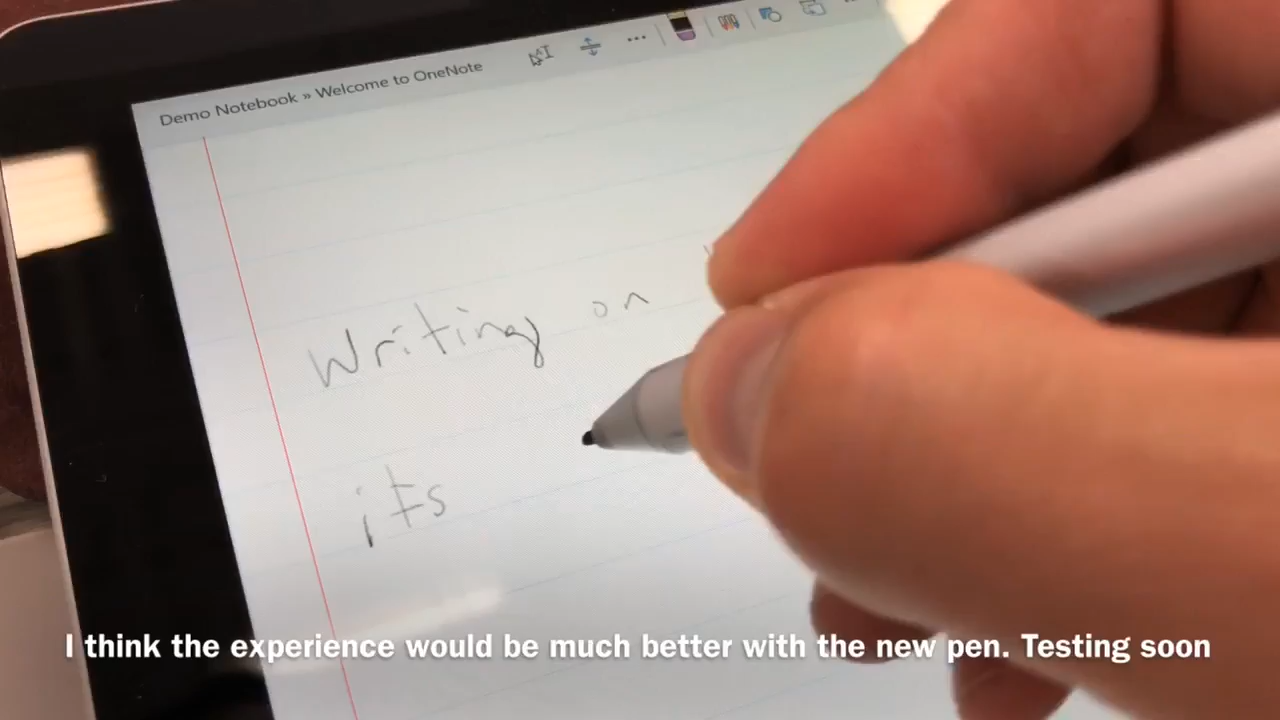 Demo Notebook » Welcome to OneNote
Writing on
its
I think the experience would be much better with the new pen. Testing soon